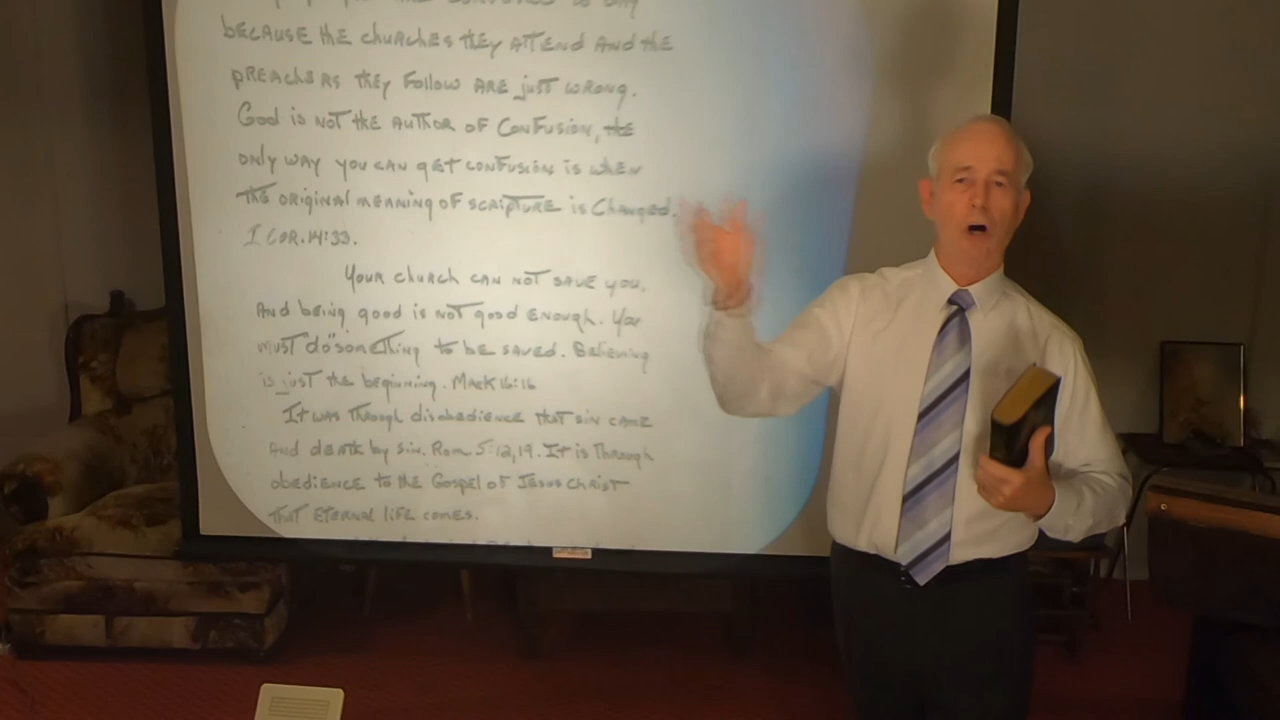 because the churches they attend and the
preachers they follow are just wrong.
God is not the author of confusion, the
only way you can get confusion is when
the original meaning of scripture is changed.
I Cor. 14:33.
Your church can not save you.
And being good is not good enough. You
must "do" something to be saved. Believing
is just the beginning. Mark 16:16
It was through disobedience that sin came
and death by sin. Rom. 5:12,19. It is through
obedience to the Gospel of Jesus Christ
that eternal life comes.